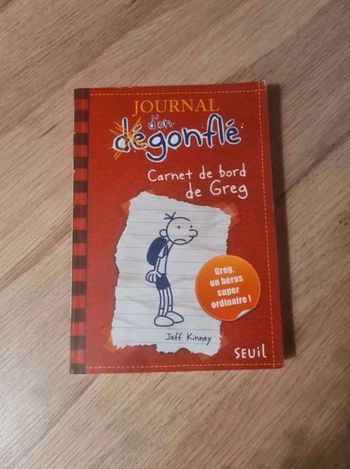 JOURNAL
d'un
dégonflé
Carnet de bord
de Greg
Greg,
un héros
super
ordinaire !
Jeff Kinney
SEUIL